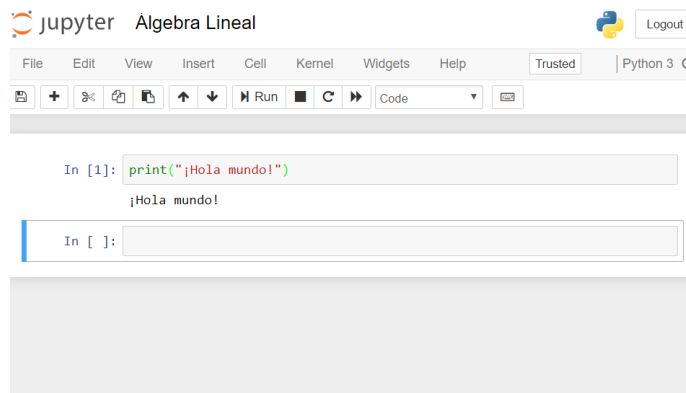 jupyter Álgebra Lineal Logout
File Edit View Insert Cell Kernel Widgets Help Trusted Python 3
Run Code
In [1]: print("¡Hola mundo!")
¡Hola mundo!
In [ ]: